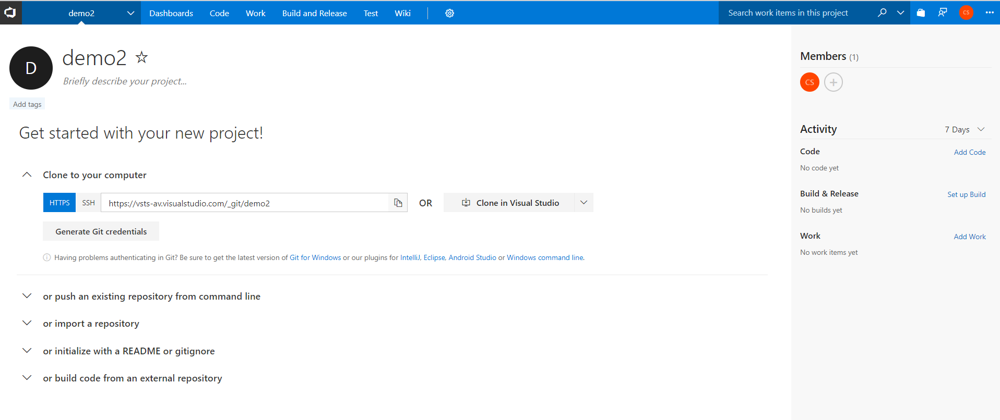 demo2 Dashboards Code Work Build and Release Test Wiki Search work items in this project CS
D
demo2
Briefly describe your project...
Add tags
Get started with your new project!
Clone to your computer
HTTPS SSH https://vsts-av.visualstudio.com/_git/demo2 OR Clone in Visual Studio
Generate Git credentials
Having problems authenticating in Git? Be sure to get the latest version of Git for Windows or our plugins for IntelliJ, Eclipse, Android Studio or Windows command line.
or push an existing repository from command line
or import a repository
or initialize with a README or gitignore
or build code from an external repository
Members (1)
CS
Activity 7 Days
Code Add Code
No code yet
Build & Release Set up Build
No builds yet
Work Add Work
No work items yet